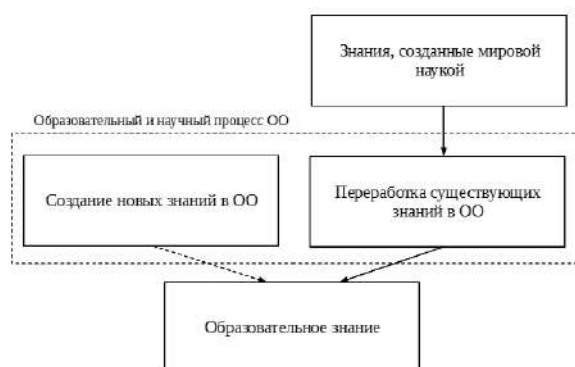 Знания, созданные мировой
наукой
Образовательный и научный процесс ОО
Создание новых знаний в ОО
Переработка существующих
знаний в ОО
Образовательное знание